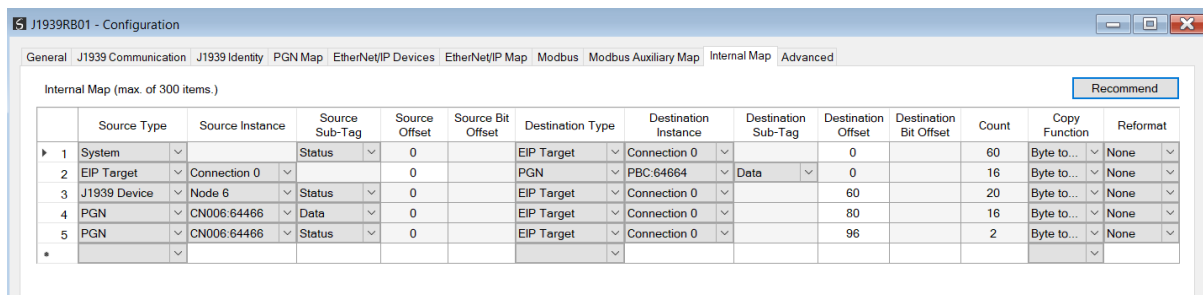 J1939RB01 - Configuration
General J1939 Communication J1939 Identity PGN Map EtherNet/IP Devices EtherNet/IP Map Modbus Modbus Auxiliary Map Internal Map Advanced
Internal Map (max. of 300 items.) Recommend
Source Type Source Instance Source Sub-Tag Source Offset Source Bit Offset Destination Type Destination Instance Destination Sub-Tag Destination Offset Destination Bit Offset Count Copy Function Reformat
1 System Status 0 EIP Target Connection 0 0 60 Byte to... None
2 EIP Target Connection 0 0 PGN PBC:64664 Data 0 16 Byte to... None
3 J1939 Device Node 6 Status 0 EIP Target Connection 0 60 20 Byte to... None
4 PGN CN006:64466 Data 0 EIP Target Connection 0 80 16 Byte to... None
5 PGN CN006:64466 Status 0 EIP Target Connection 0 96 2 Byte to... None